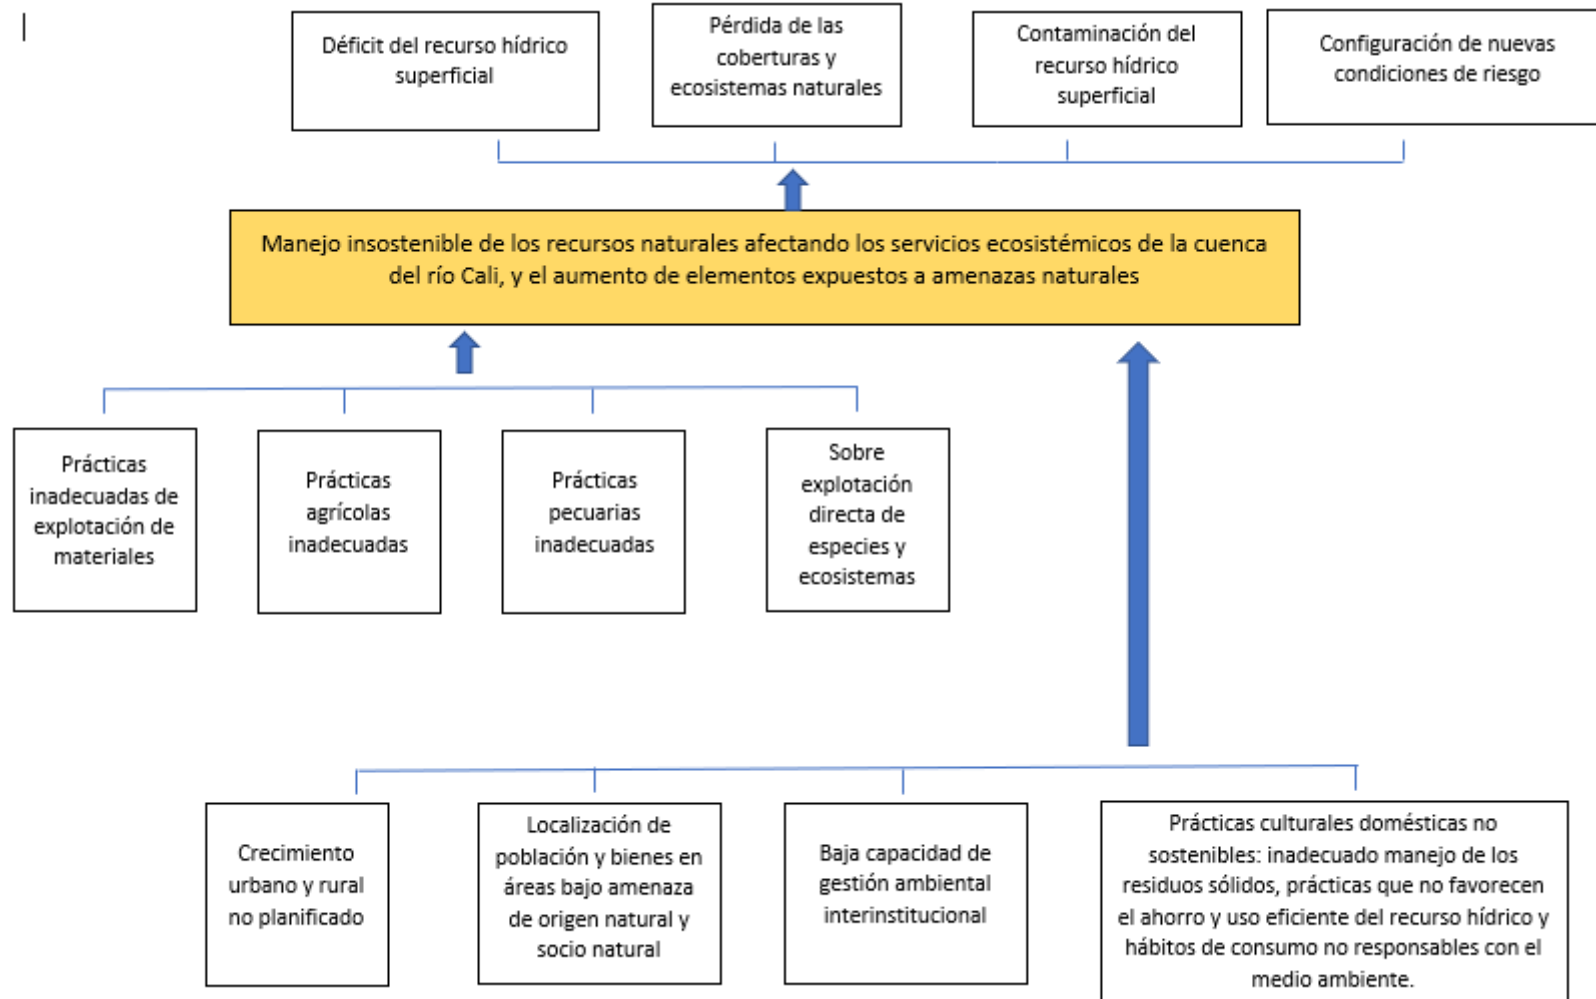 Déficit del recurso hídrico
superficial
Pérdida de las
coberturas y
ecosistemas naturales
Contaminación del
recurso hídrico
superficial
Configuración de nuevas
condiciones de riesgo
Manejo insostenible de los recursos naturales afectando los servicios ecosistémicos de la cuenca
del río Cali, y el aumento de elementos expuestos a amenazas naturales
Prácticas
inadecuadas de
explotación de
materiales
Prácticas
agrícolas
inadecuadas
Prácticas
pecuarias
inadecuadas
Sobre
explotación
directa de
especies y
ecosistemas
Crecimiento
urbano y rural
no planificado
Localización de
población y bienes en
áreas bajo amenaza
de origen natural y
socio natural
Baja capacidad de
gestión ambiental
interinstitucional
Prácticas culturales domésticas no
sostenibles: inadecuado manejo de los
residuos sólidos, prácticas que no favorecen
el ahorro y uso eficiente del recurso hídrico y
hábitos de consumo no responsables con el
medio ambiente.